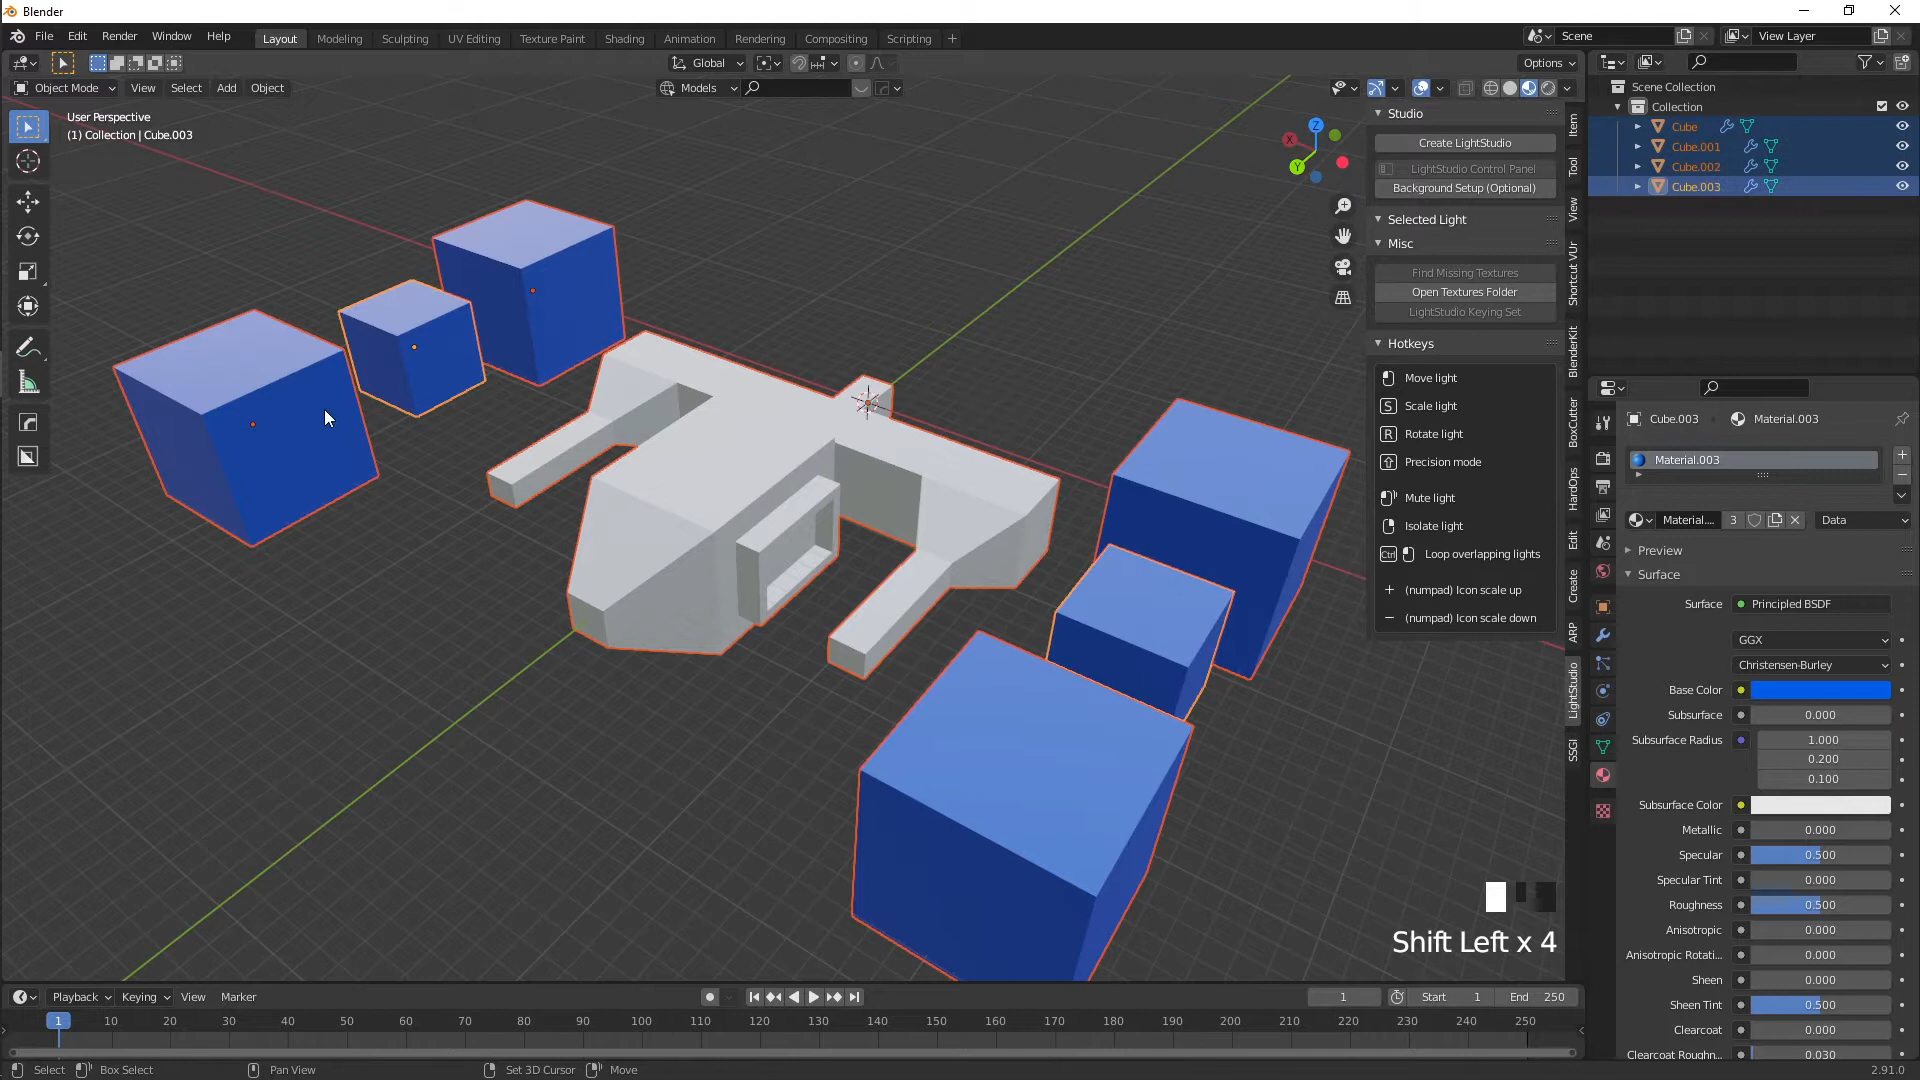 Blender
File Edit Render Window Help
Layout Modeling Sculpting UV Editing Texture Paint Shading Animation Rendering Compositing Scripting +
Scene
View Layer
Global
Options
Object Mode View Select Add Object
Models
User Perspective
(1) Collection | Cube.003
X
Y
Z
Studio
Create LightStudio
LightStudio Control Panel
Background Setup (Optional)
Selected Light
Misc
Find Missing Textures
Open Textures Folder
LightStudio Keying Set
Hotkeys
Move light
S Scale light
R Rotate light
Precision mode
Mute light
Isolate light
Ctrl Loop overlapping lights
+ (numpad) Icon scale up
− (numpad) Icon scale down
Item
Tool
View
Shortcut VUr
BlenderKit
BoxCutter
HardOps
Edit
Create
ARP
LightStudio
SSGI
Scene Collection
Collection
Cube
Cube.001
Cube.002
Cube.003
Cube.003 Material.003
Material.003
Material.... 3 Data
Preview
Surface
Surface Principled BSDF
GGX
Christensen-Burley
Base Color
Subsurface 0.000
Subsurface Radius 1.000
0.200
0.100
Subsurface Color
Metallic 0.000
Specular 0.500
Specular Tint 0.000
Roughness 0.500
Anisotropic 0.000
Anisotropic Rotati... 0.000
Sheen 0.000
Sheen Tint 0.500
Clearcoat 0.000
Clearcoat Roughn... 0.030
Shift Left x 4
Playback Keying View Marker
1 Start 1 End 250
1 10 20 30 40 50 60 70 80 90 100 110 120 130 140 150 160 170 180 190 200 210 220 230 240 250
Select Box Select Pan View Set 3D Cursor Move 2.91.0